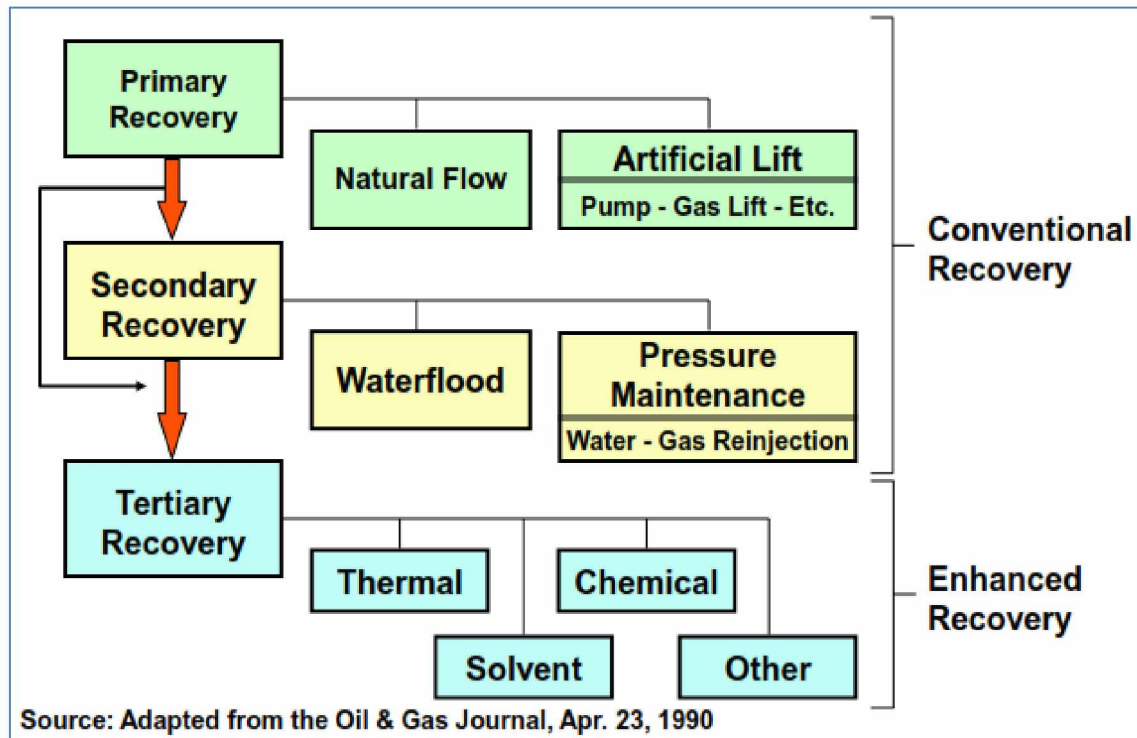 Primary
Recovery
Natural Flow
Artificial Lift
Pump - Gas Lift - Etc.
Secondary
Recovery
Waterflood
Pressure
Maintenance
Water - Gas Reinjection
Conventional
Recovery
Tertiary
Recovery
Thermal
Chemical
Solvent
Other
Enhanced
Recovery
Source: Adapted from the Oil & Gas Journal, Apr. 23, 1990